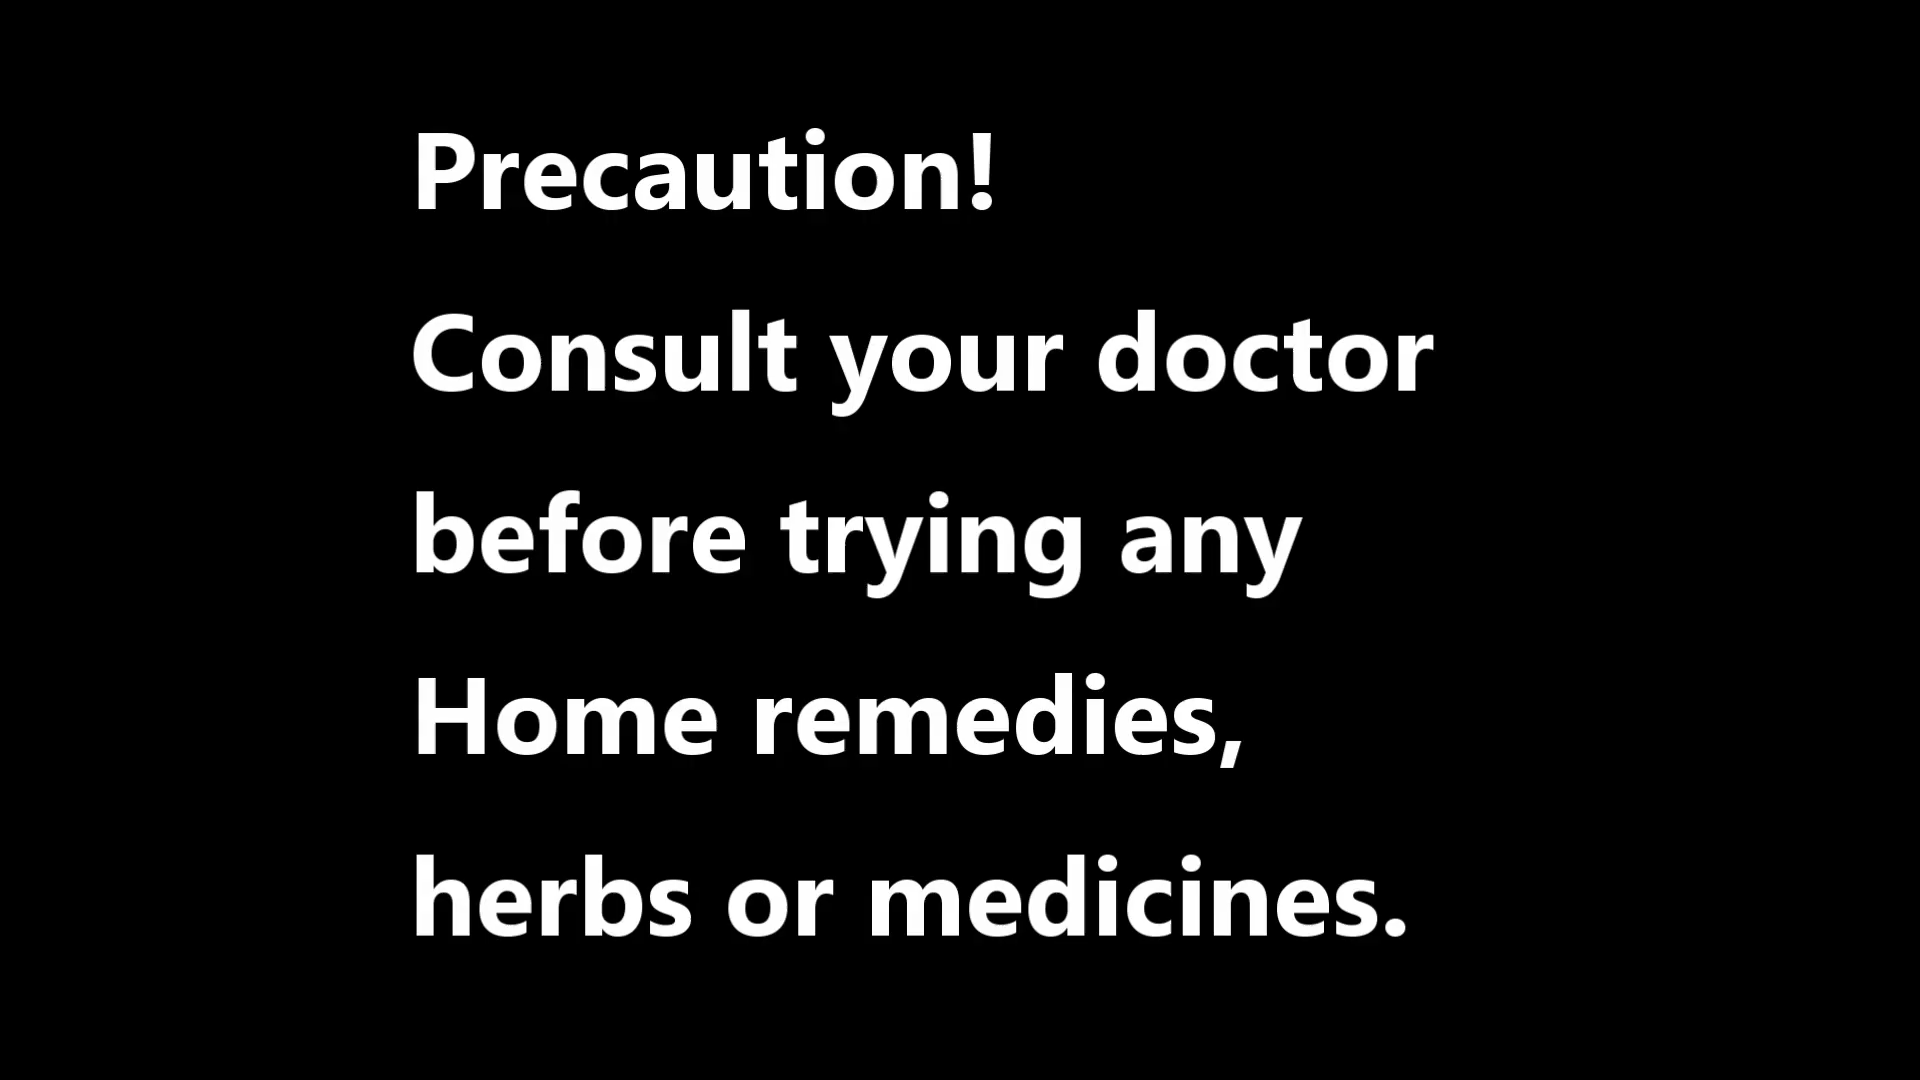 Precaution!
Consult your doctor
before trying any
Home remedies,
herbs or medicines.